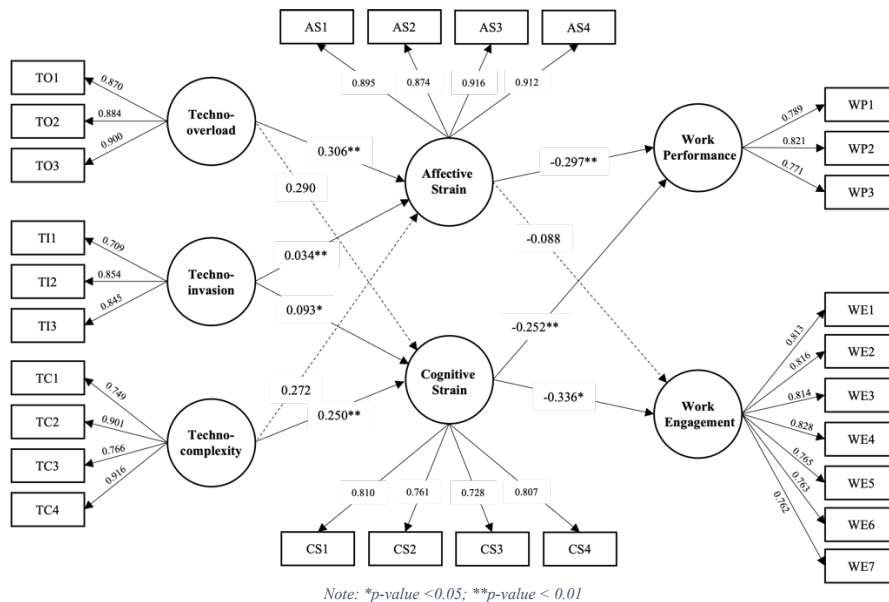 AS1
AS2
AS3
AS4
0.895
0.874
0.916
0.912
TO1
TO2
TO3
0.870
0.884
0.900
Techno-
overload
0.306**
0.290
Affective
Strain
-0.297**
-0.088
Work
Performance
0.789
0.821
0.771
WP1
WP2
WP3
TI1
TI2
TI3
0.709
0.854
0.845
Techno-
invasion
0.034**
0.093*
-0.252**
TC1
TC2
TC3
TC4
0.749
0.901
0.766
0.916
Techno-
complexity
0.272
0.250**
Cognitive
Strain
-0.336*
Work
Engagement
0.813
0.816
0.814
0.828
0.765
0.763
0.762
WE1
WE2
WE3
WE4
WE5
WE6
WE7
0.810
0.761
0.728
0.807
CS1
CS2
CS3
CS4
Note: *p-value <0.05; **p-value < 0.01